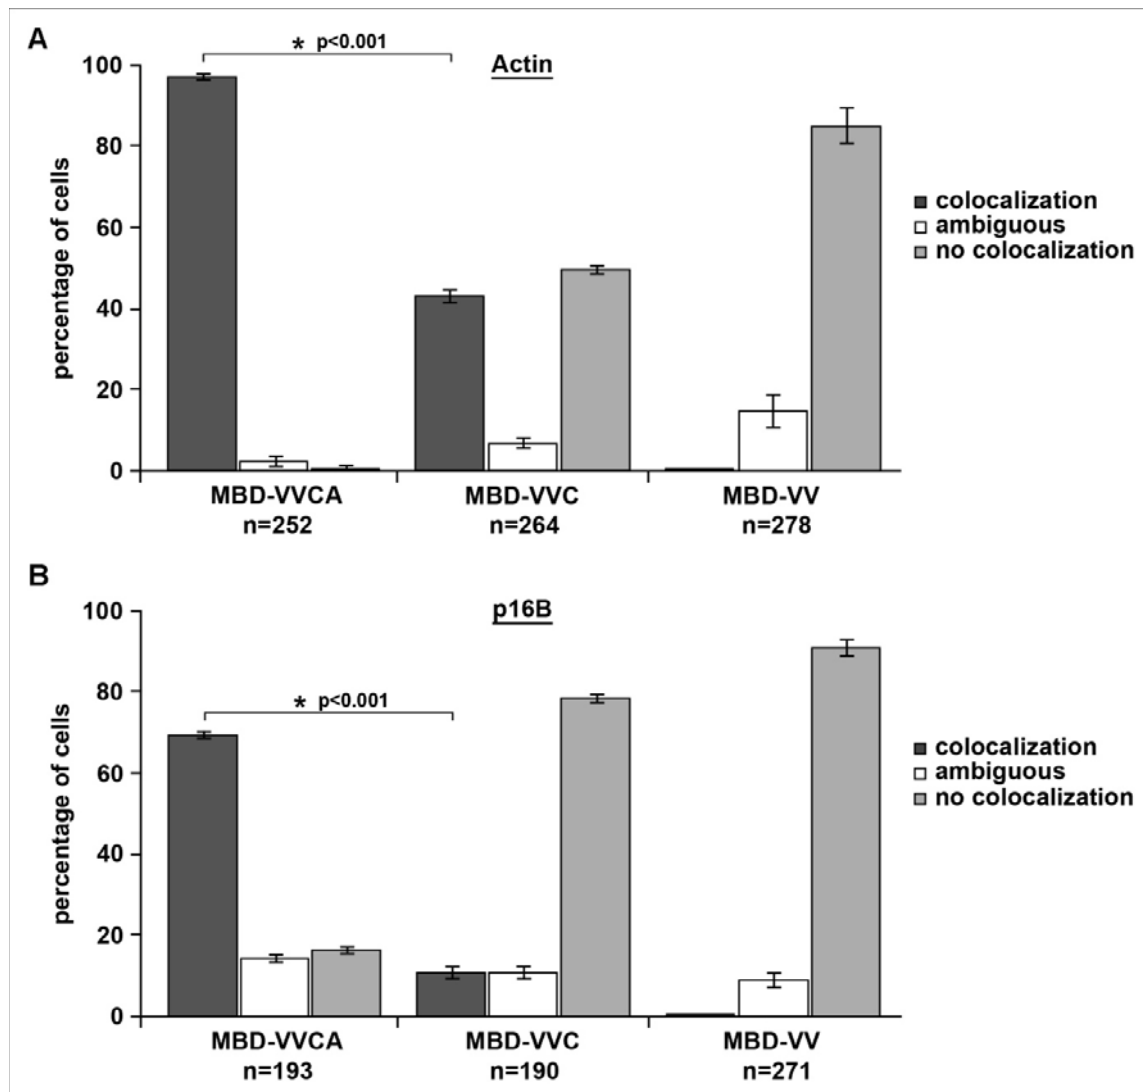 A
* p<0.001
Actin
100
80
60
40
20
0
percentage of cells
colocalization
ambiguous
no colocalization
MBD-VVCA MBD-VVC MBD-VV
n=252 n=264 n=278
B
p16B
100
80
60
40
20
0
* p<0.001
percentage of cells
colocalization
ambiguous
no colocalization
MBD-VVCA MBD-VVC MBD-VV
n=193 n=190 n=271